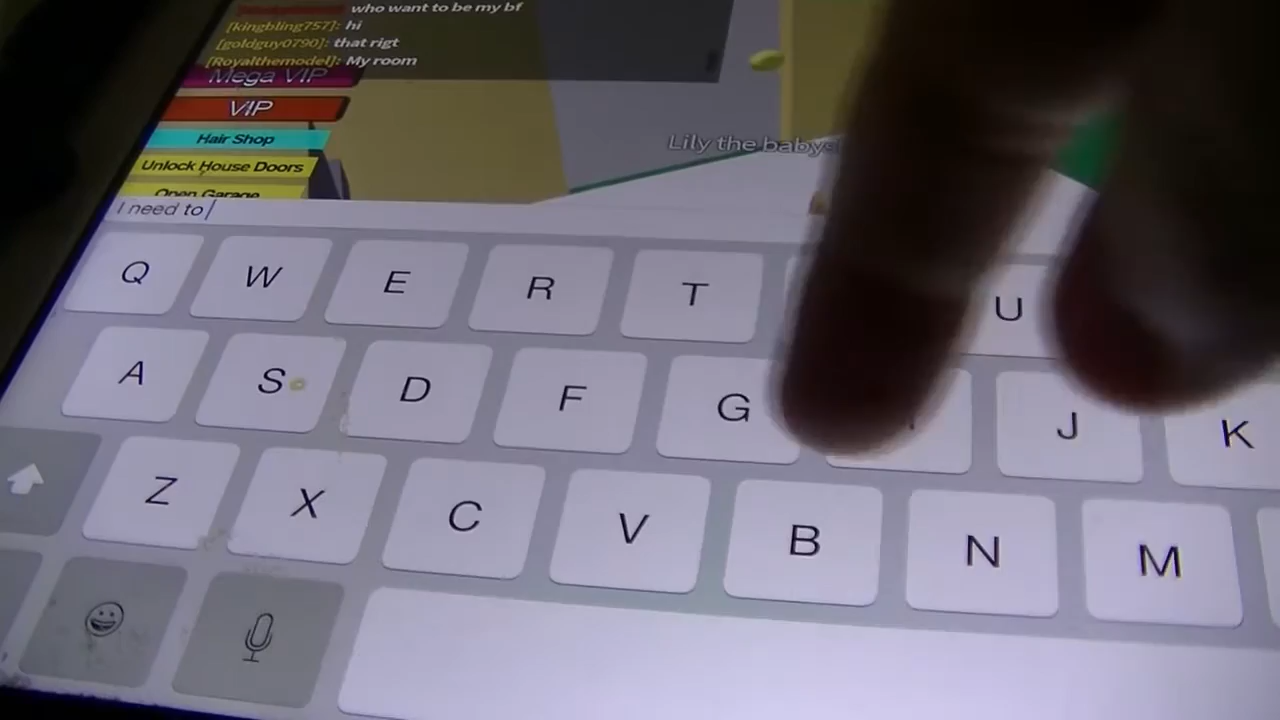 who want to be my bf
[kingbling757]: hi
[goldguy0790]: that rigt
[Royalthemodel]: My room
Mega VIP
VIP
Hair Shop
Unlock House Doors
Open Garage
Lily the baby
I need to
Q W E R T U
A S D F G J K
Z X C V B N M